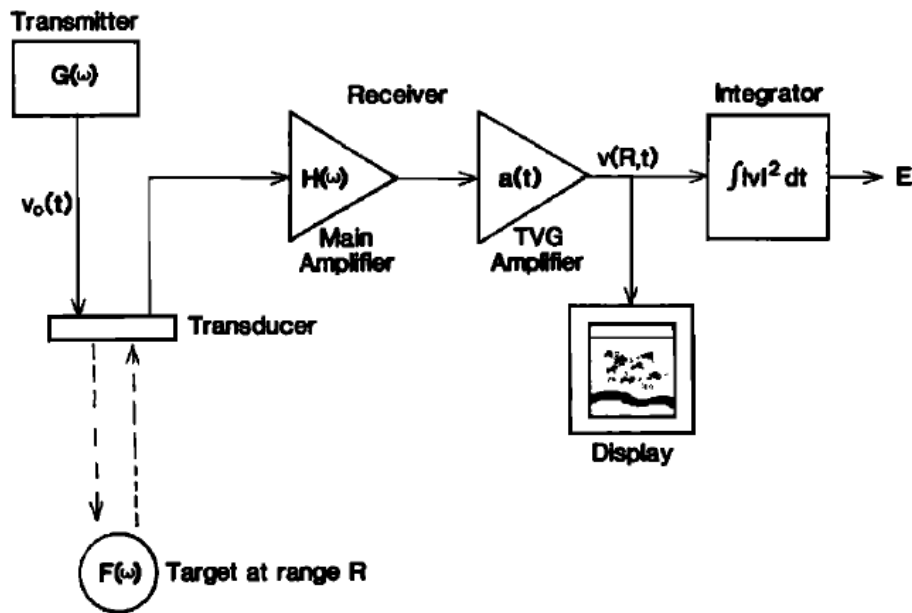 Transmitter
G(ω)
v₀(t)
Transducer
F(ω)
Target at range R
Receiver
H(ω)
Main
Amplifier
a(t)
TVG
Amplifier
v(R,t)
Integrator
∫|v|² dt
E
Display